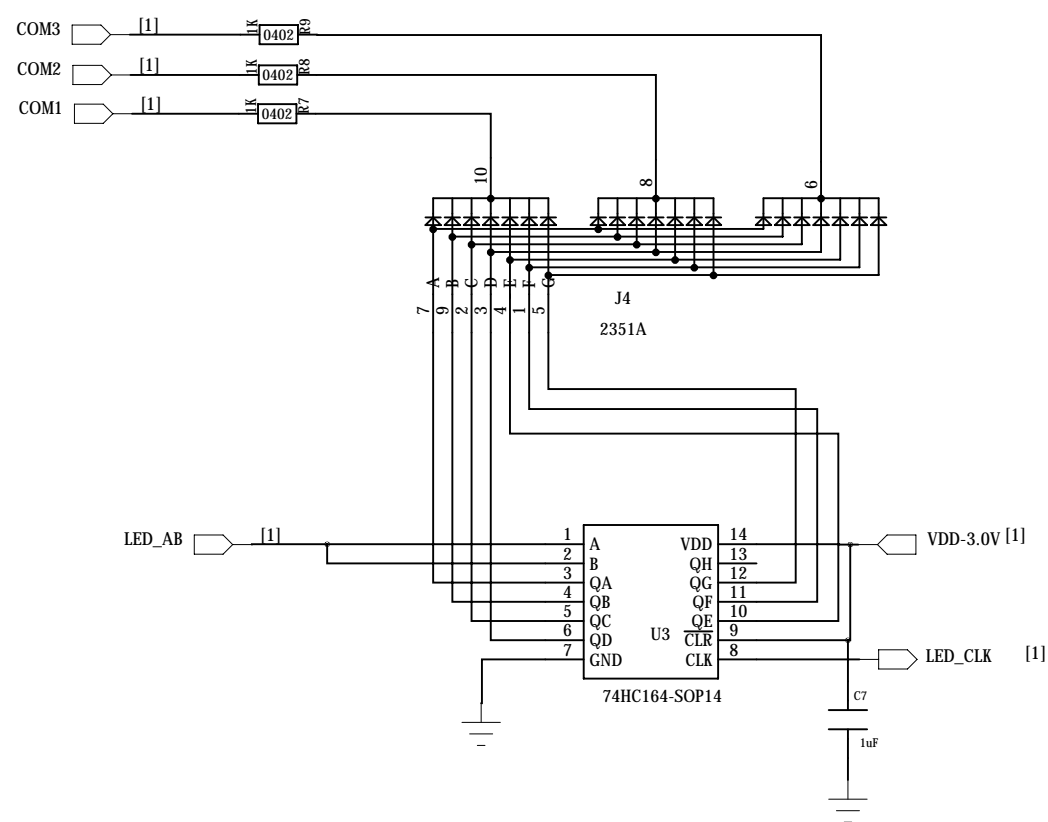 COM3 [1] 1K 0402 R9
COM2 [1] 1K 0402 R8
COM1 [1] 1K 0402 R7
10 8 6
A B C D E F G
7 9 2 3 4 1 5
J4
2351A
LED_AB [1] 1 A VDD 14 VDD-3.0V [1]
2 B QH 13
3 QA QG 12
4 QB QF 11
5 QC QE 10
6 QD U3 CLR 9
7 GND CLK 8 LED_CLK [1]
74HC164-SOP14
C7
1uF